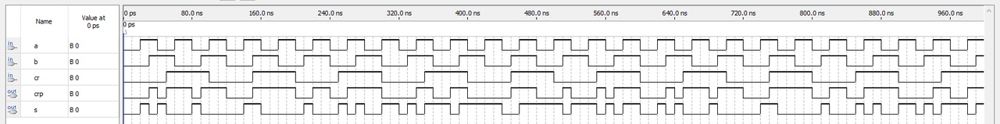 Name
Value at
0 ps
0 ps 80.0 ns 160.0 ns 240.0 ns 320.0 ns 400.0 ns 480.0 ns 560.0 ns 640.0 ns 720.0 ns 800.0 ns 880.0 ns 960.0 ns
0 ps
in a B 0
in b B 0
in cr B 0
out crp B 0
out s B 0